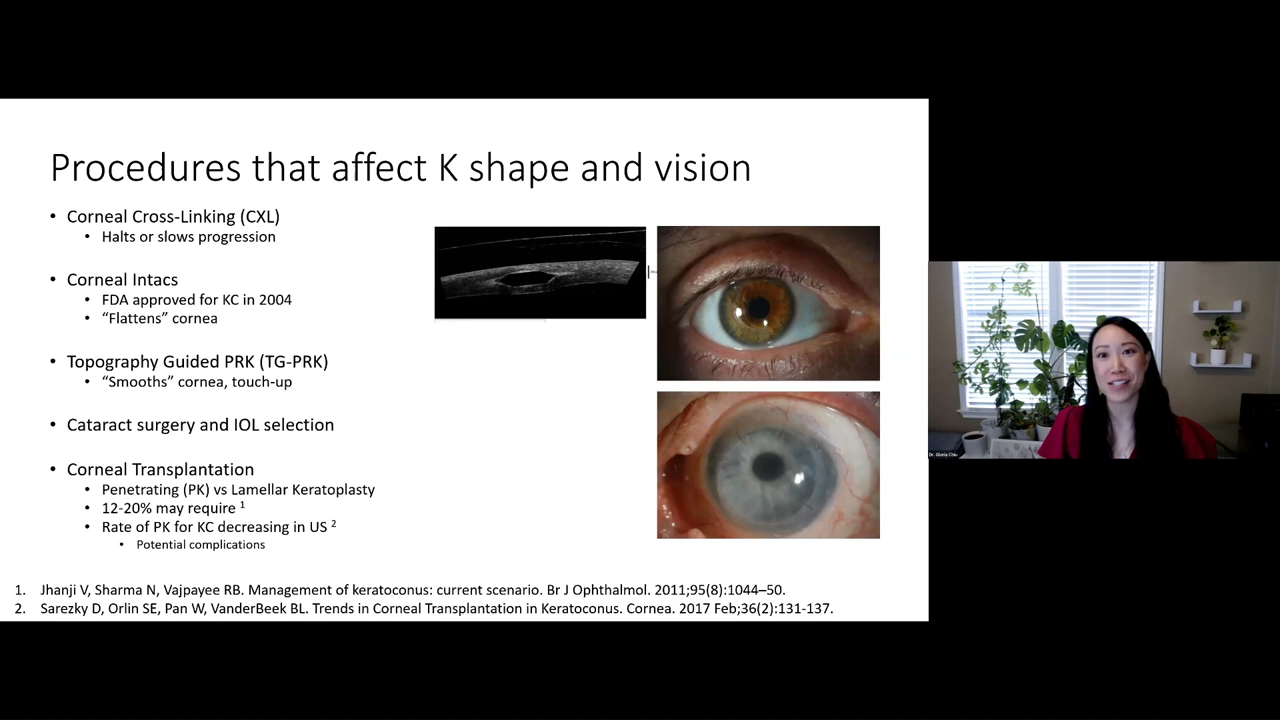 Procedures that affect K shape and vision
• Corneal Cross-Linking (CXL)
• Halts or slows progression
• Corneal Intacs
• FDA approved for KC in 2004
• “Flattens” cornea
• Topography Guided PRK (TG-PRK)
• “Smooths” cornea, touch-up
• Cataract surgery and IOL selection
• Corneal Transplantation
• Penetrating (PK) vs Lamellar Keratoplasty
• 12-20% may require 1
• Rate of PK for KC decreasing in US 2
• Potential complications
1. Jhanji V, Sharma N, Vajpayee RB. Management of keratoconus: current scenario. Br J Ophthalmol. 2011;95(8):1044–50.
2. Sarezky D, Orlin SE, Pan W, VanderBeek BL. Trends in Corneal Transplantation in Keratoconus. Cornea. 2017 Feb;36(2):131-137.
Dr. Gloria Chiu